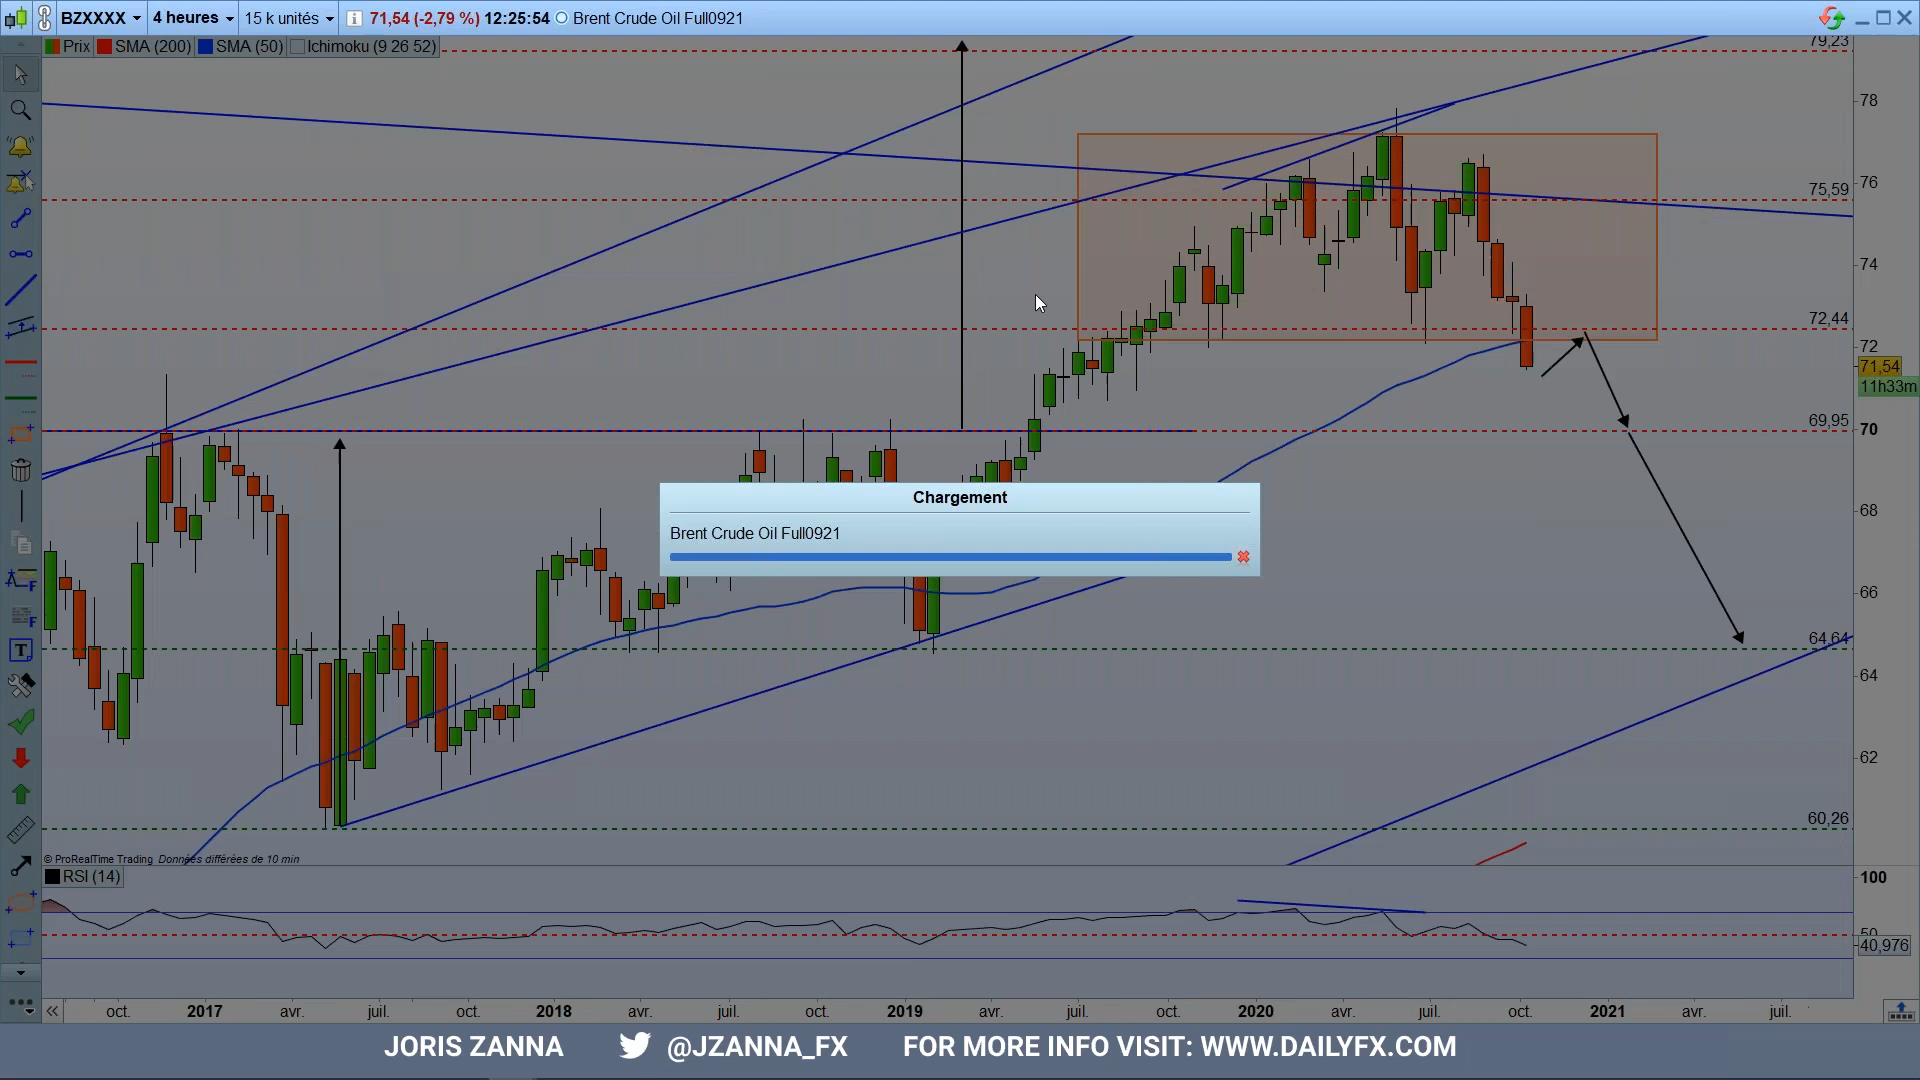 BZXXXX 4 heures 15 k unités 71,54 (-2,79 %) 12:25:54 Brent Crude Oil Full0921
Prix SMA (200) SMA (50) Ichimoku (9 26 52)
79,23
78
76
75,59
74
72,44
72
71,54
11h33m
69,95
70
68
66
64,64
64
62
60,26
Chargement
Brent Crude Oil Full0921
© ProRealTime Trading Données différées de 10 min
RSI (14)
100
50
40,976
oct. 2017 avr. juil. oct. 2018 avr. juil. oct. 2019 avr. juil. oct. 2020 avr. juil. oct. 2021 avr. juil.
JORIS ZANNA @JZANNA_FX FOR MORE INFO VISIT: WWW.DAILYFX.COM